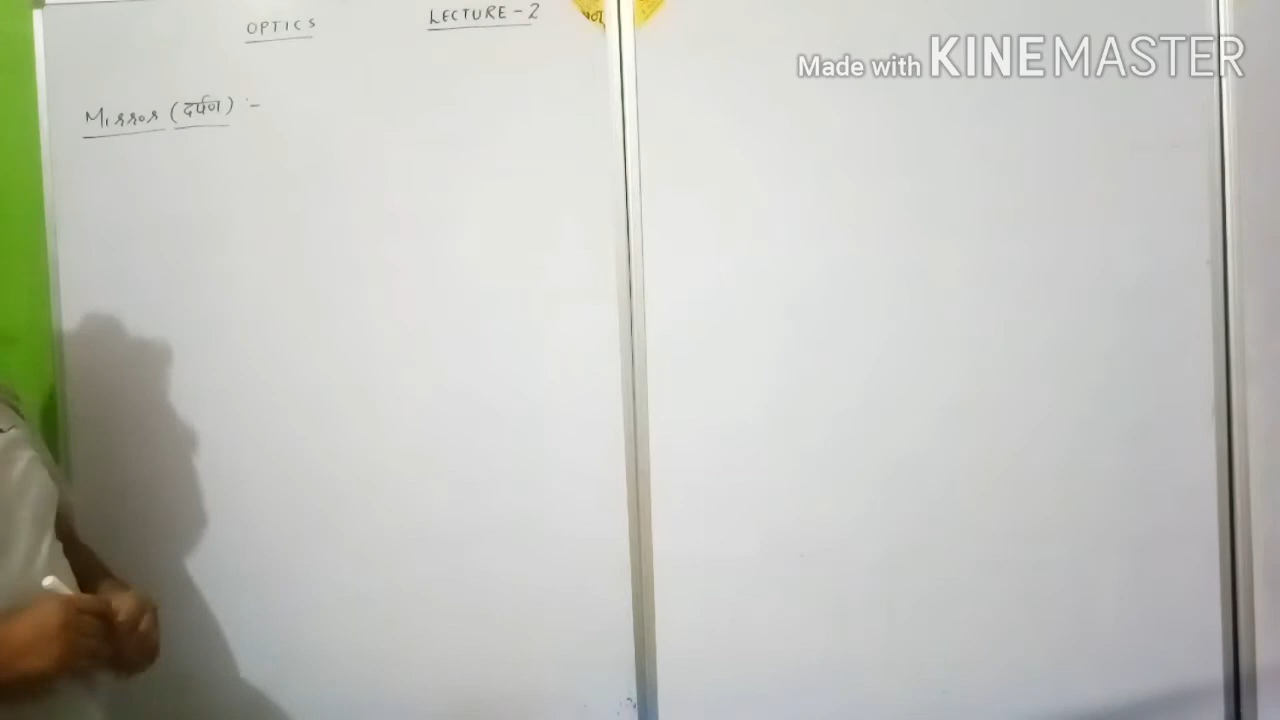 OPTICS
LECTURE - 2
Made with KINEMASTER
Mirror (दर्पण) :-